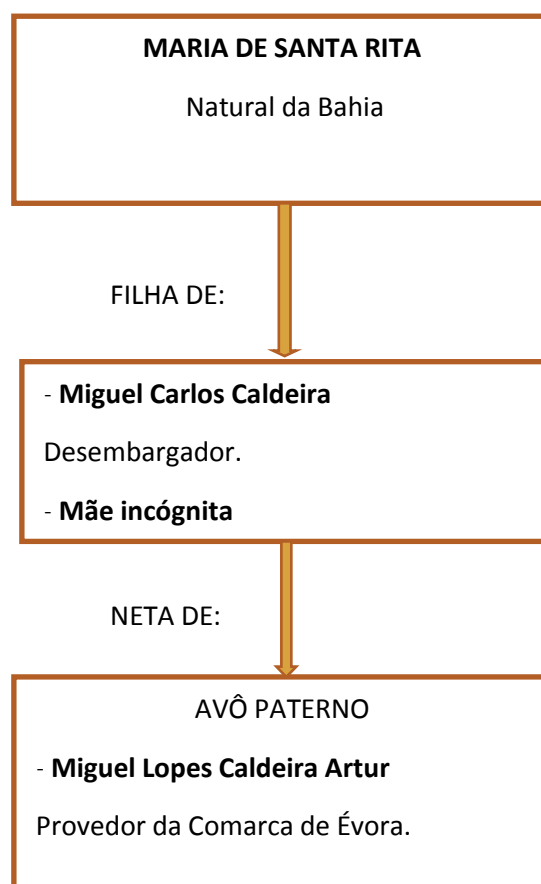 MARIA DE SANTA RITA
Natural da Bahia
FILHA DE:
- Miguel Carlos Caldeira
Desembargador.
- Mãe incógnita
NETA DE:
AVÔ PATERNO
- Miguel Lopes Caldeira Artur
Provedor da Comarca de Évora.